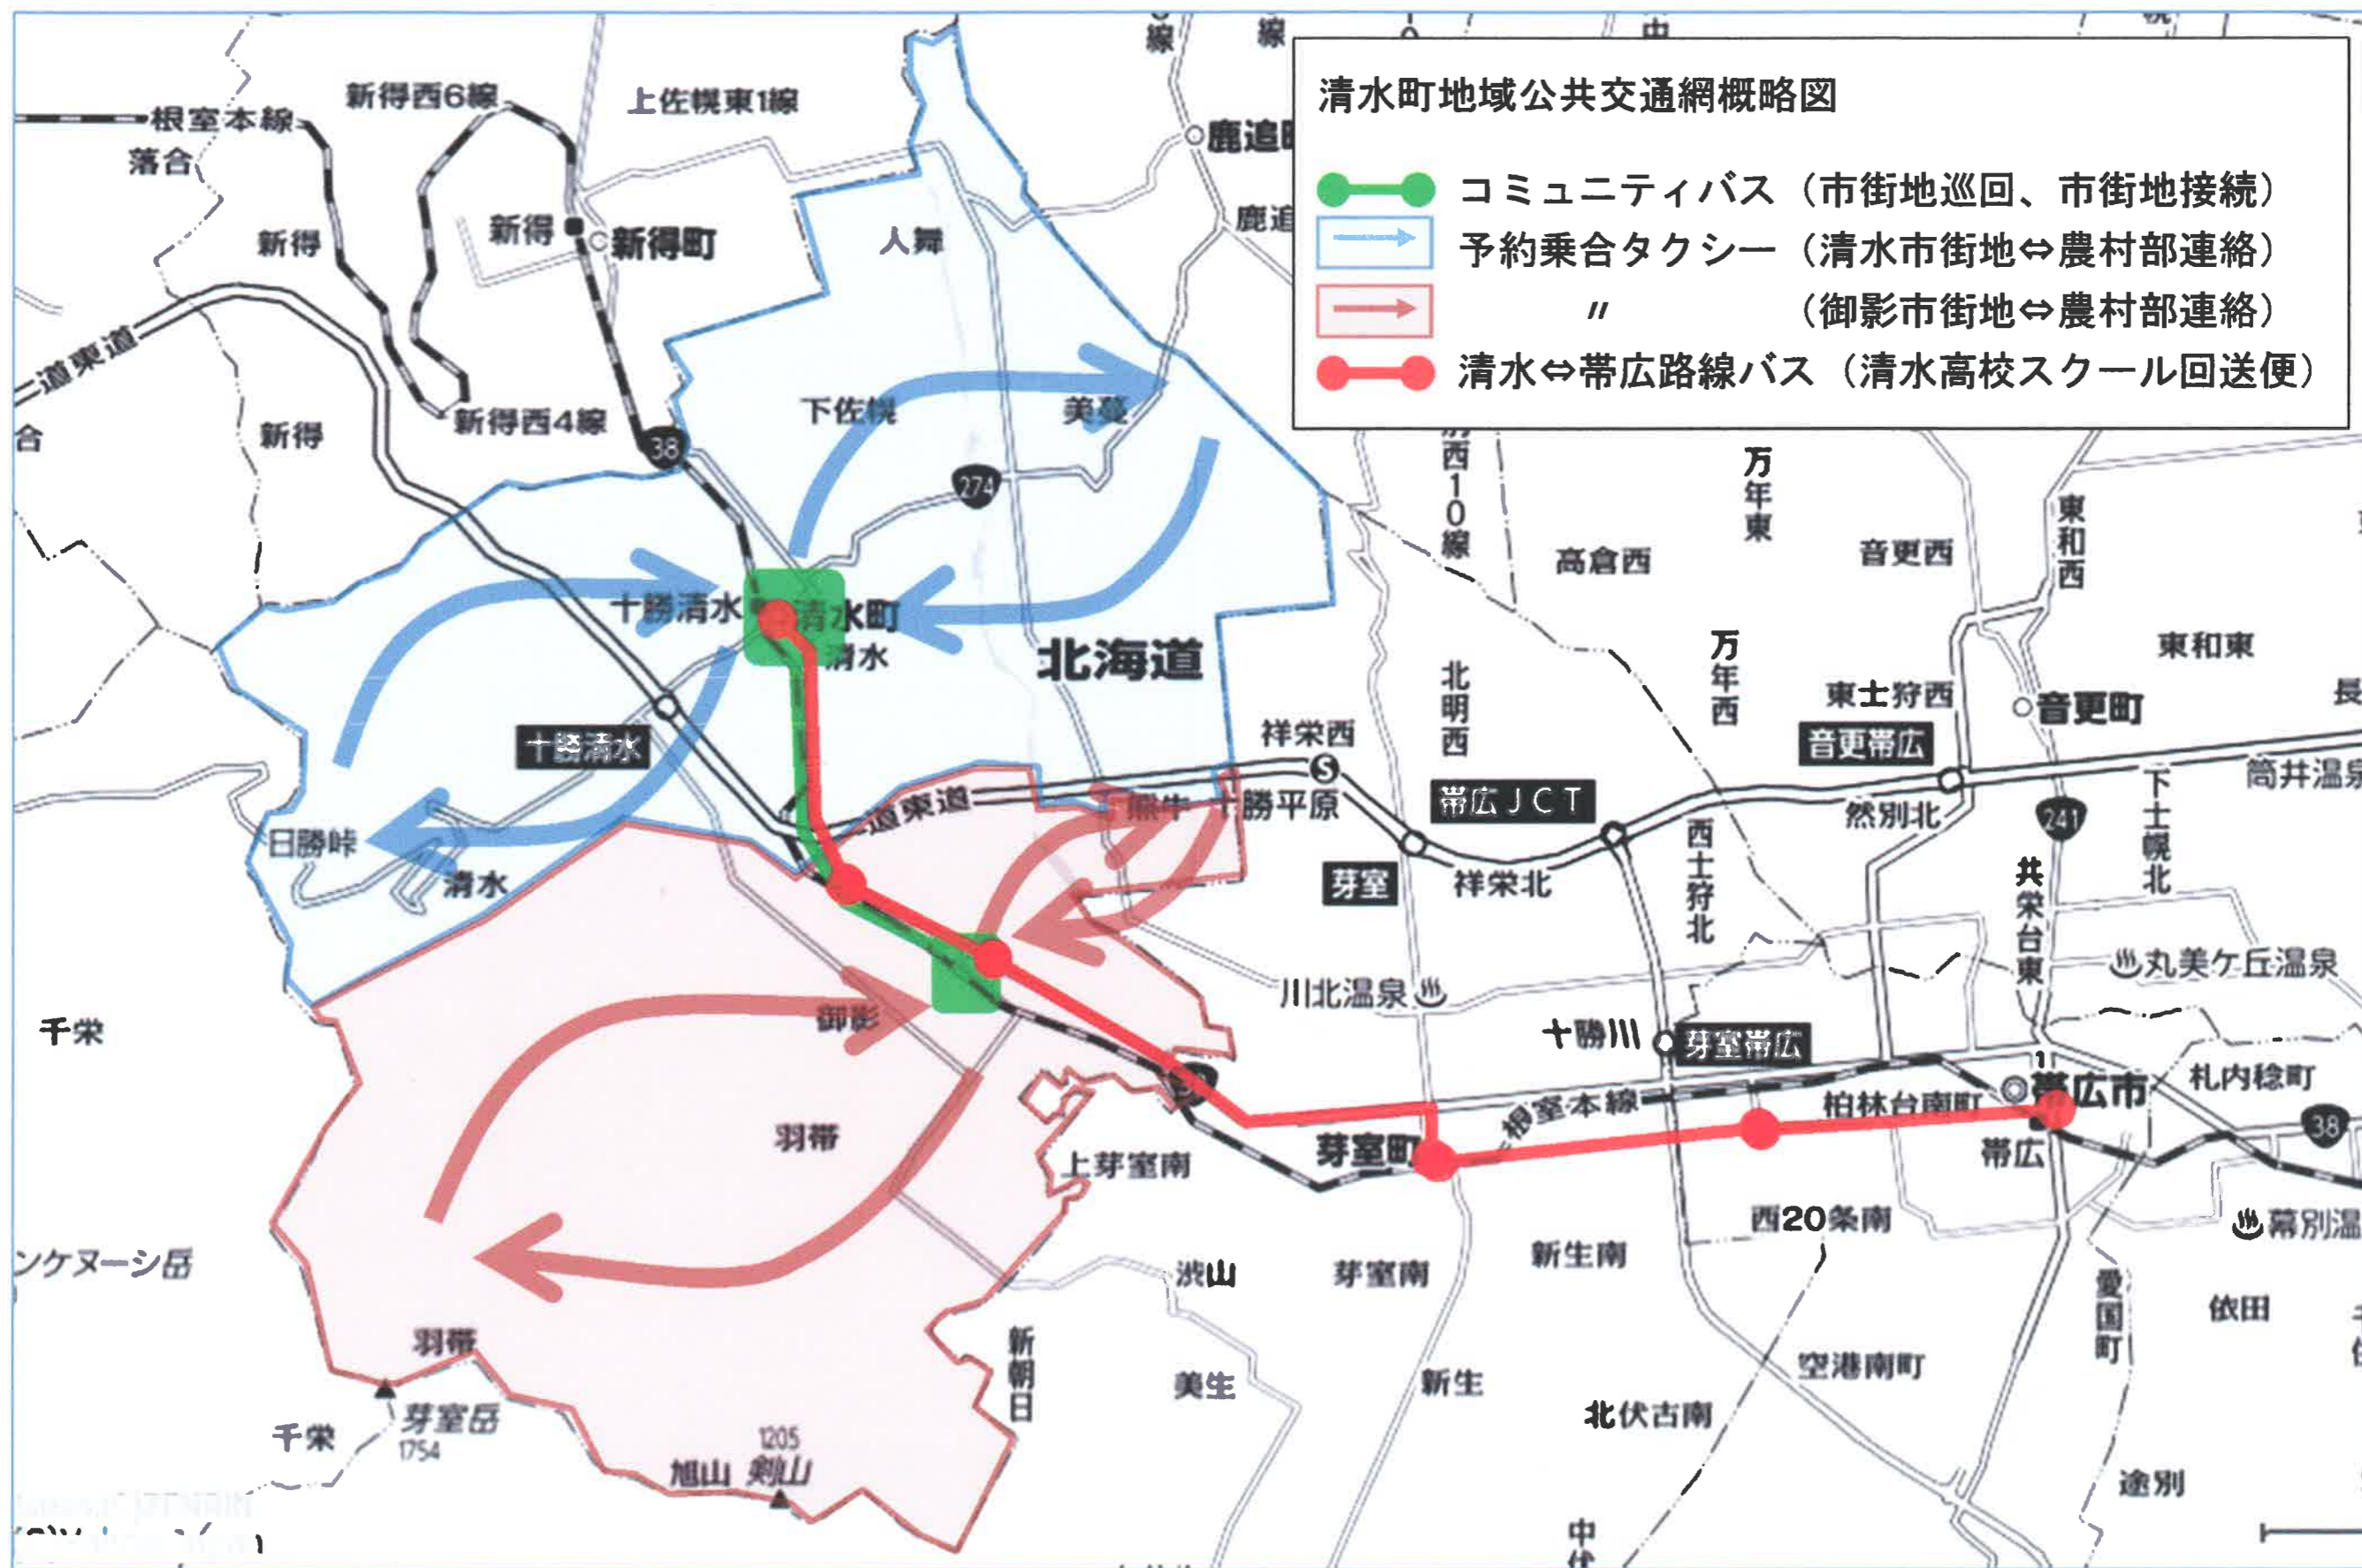 清水町地域公共交通網概略図
コミュニティバス（市街地巡回、市街地接続）
予約乗合タクシー（清水市街地⇔農村部連絡）
〃　（御影市街地⇔農村部連絡）
清水⇔帯広路線バス（清水高校スクール回送便）
線
線
中
根室本線
新得西6線
上佐幌東1線
落合
鹿追
新得
新得
新得町
人舞
鹿追
道東道
合
新得
新得西4線
38
下佐幌
美蔓
274
西10線
万年東
高倉西
音更西
東和西
十勝清水
清水町
清水
北海道
北明西
万年西
東和東
東士狩西
音更町
長
十勝清水
祥栄西
S
音更帯広
筒井温泉
道東道
熊牛
十勝平原
帯広JCT
然別北
241
下士幌北
日勝峠
清水
芽室
祥栄北
西士狩北
共栄台東
丸美ケ丘温泉
川北温泉
千栄
御影
十勝川
芽室帯広
帯広市
札内稔町
根室本線
柏林台南町
38
羽帯
上芽室南
芽室町
帯広
西20条南
幕別温
ンケヌーシ岳
渋山
芽室南
新生南
愛国町
依田
羽帯
新朝日
美生
新生
空港南町
芽室岳
1754
千栄
北伏古南
1205
旭山
剣山
途別
中伏